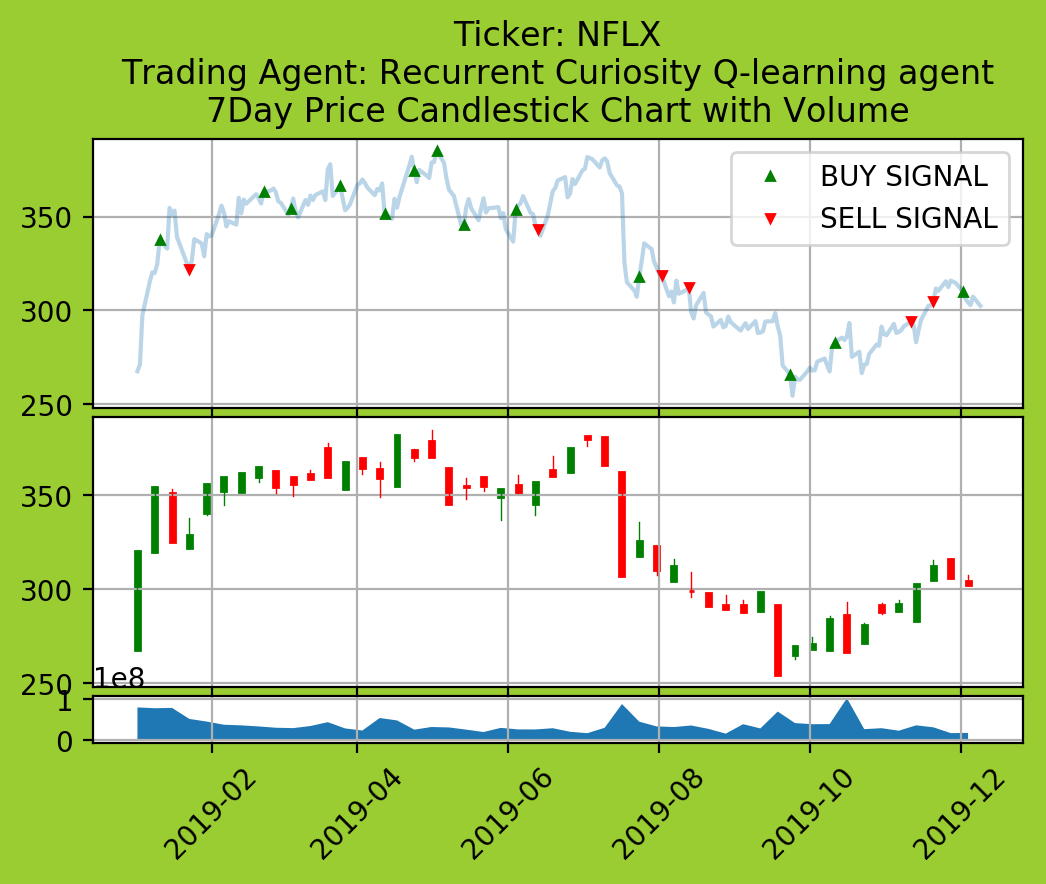 Ticker: NFLX
Trading Agent: Recurrent Curiosity Q-learning agent
7Day Price Candlestick Chart with Volume
BUY SIGNAL
SELL SIGNAL
350
300
250
350
300
250
1e8
1
0
2019-02
2019-04
2019-06
2019-08
2019-10
2019-12